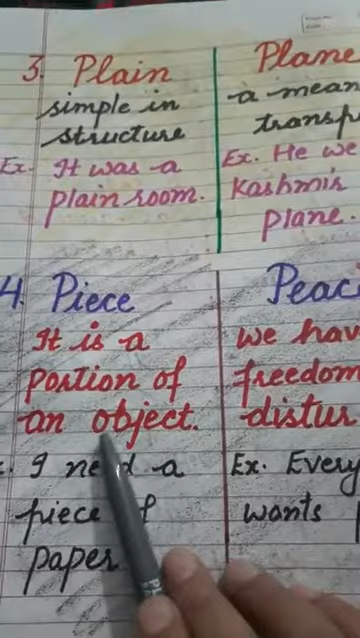 3. Plain
simple in
structure
Ex. It was a
plain room.
Plane
a mean
transp
Ex. He we
Kashmir
plane.
4. Piece
It is a
portion of
an object.
I need a
piece of
paper
Peac
we hav
freedom
distur
Ex. Every
wants